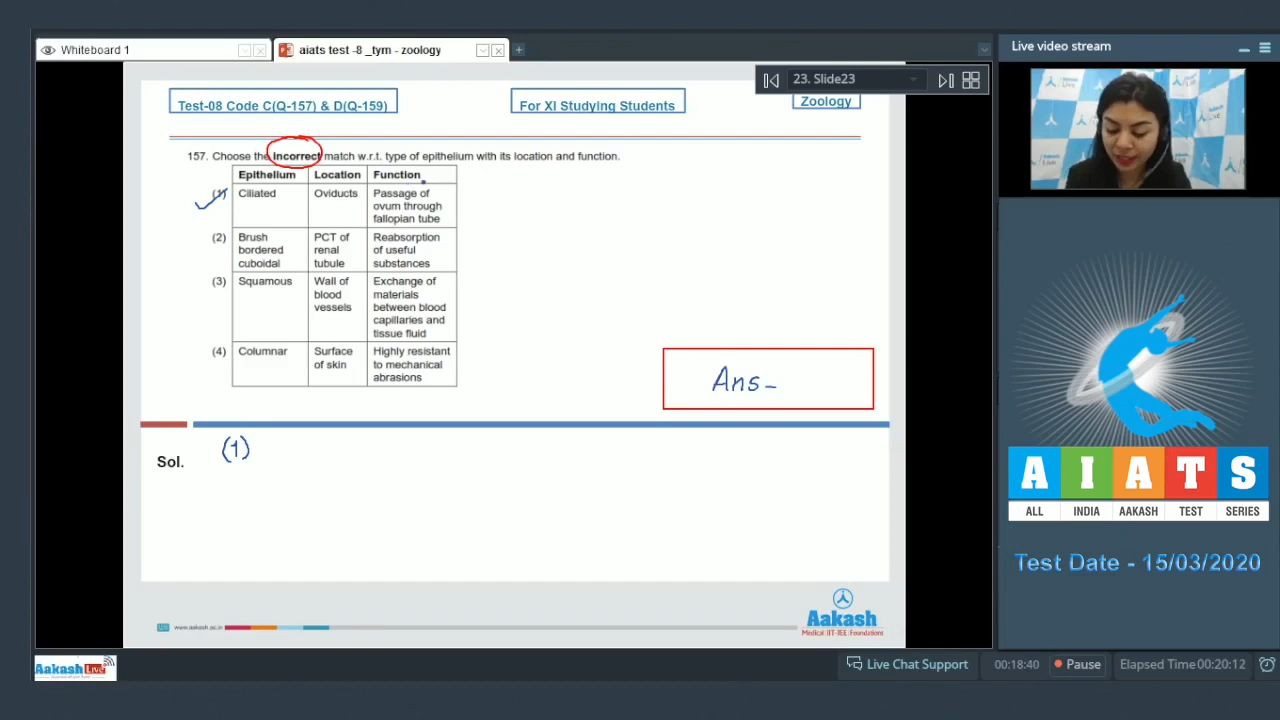 Whiteboard 1
aiats test -8 _tym - zoology
Live video stream
23. Slide23
Test-08 Code C(Q-157) & D(Q-159)
For XI Studying Students
Zoology
157. Choose the incorrect match w.r.t. type of epithelium with its location and function.
Epithelium Location Function
(1) Ciliated Oviducts Passage of
ovum through
fallopian tube
(2) Brush PCT of Reabsorption
bordered renal of useful
cuboidal tubule substances
(3) Squamous Wall of Exchange of
blood materials
vessels between blood
capillaries and
tissue fluid
(4) Columnar Surface Highly resistant
of skin to mechanical
abrasions
Ans -
Sol. (1)
www.aakash.ac.in
Aakash
Medical|IIT-JEE|Foundations
A I A T S
ALL INDIA AAKASH TEST SERIES
Test Date - 15/03/2020
Aakash Live
Live Chat Support
00:18:40
Pause
Elapsed Time 00:20:12